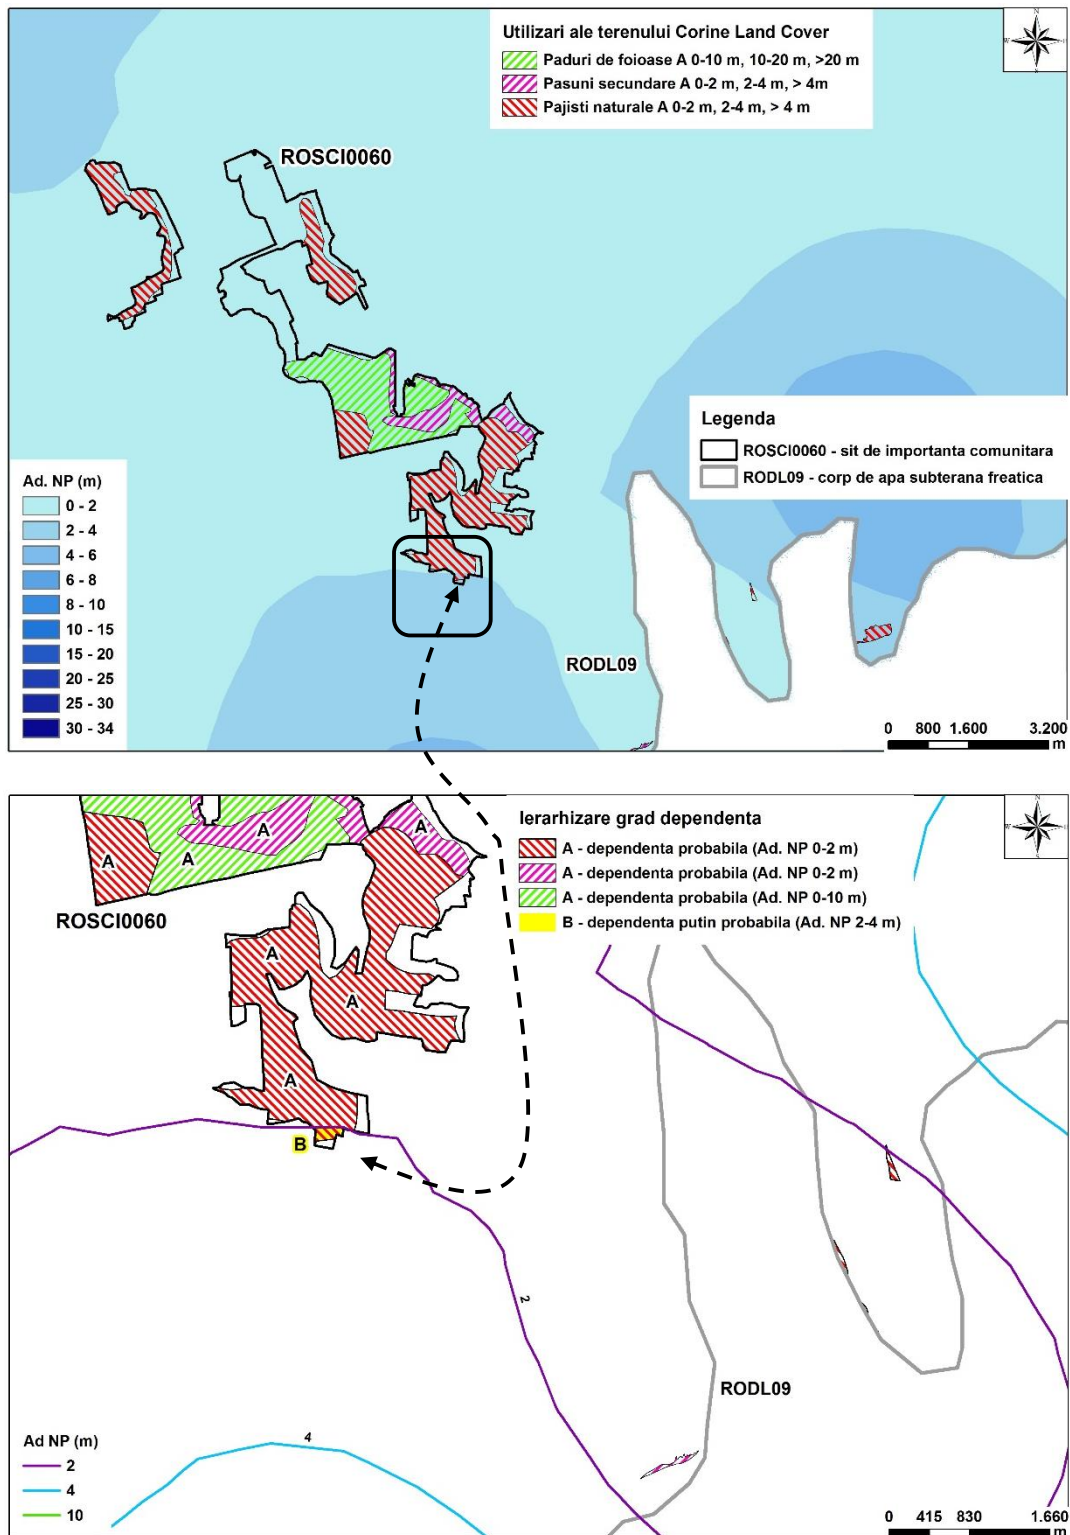 Utilizari ale terenului Corine Land Cover
Paduri de foioase A 0-10 m, 10-20 m, >20 m
Pasuni secundare A 0-2 m, 2-4 m, > 4m
Pajisti naturale A 0-2 m, 2-4 m, > 4 m
ROSCI0060
Legenda
ROSCI0060 - sit de importanta comunitara
RODL09 - corp de apa subterana freatica
Ad. NP (m)
0 - 2
2 - 4
4 - 6
6 - 8
8 - 10
10 - 15
15 - 20
20 - 25
25 - 30
30 - 34
RODL09
0 800 1.600 3.200
m
Ierarhizare grad dependenta
A - dependenta probabila (Ad. NP 0-2 m)
A - dependenta probabila (Ad. NP 0-2 m)
A - dependenta probabila (Ad. NP 0-10 m)
B - dependenta putin probabila (Ad. NP 2-4 m)
A
A
A
A
ROSCI0060
A
A
A
B
2
RODL09
4
Ad NP (m)
2
4
10
0 415 830 1.660
m